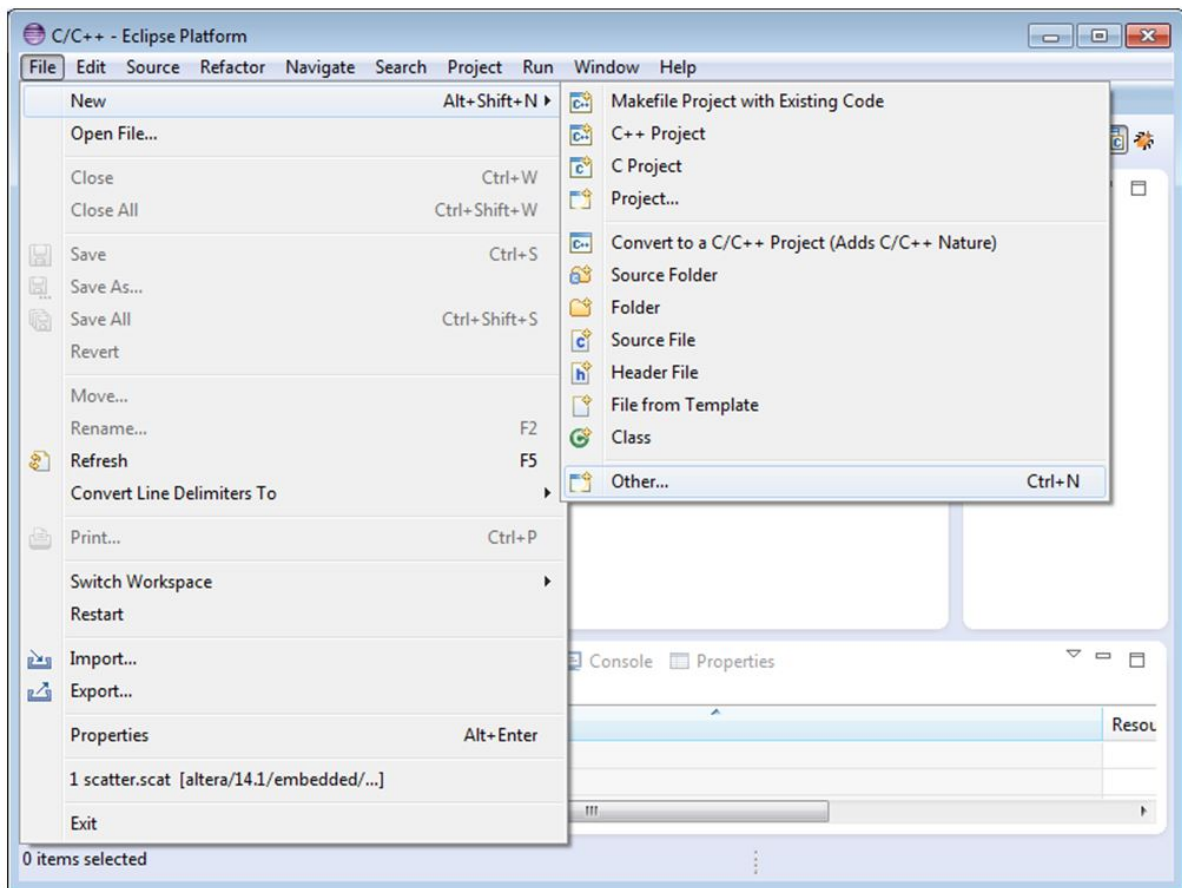 C/C++ - Eclipse Platform
File Edit Source Refactor Navigate Search Project Run Window Help
New Alt+Shift+N
Open File...
Close Ctrl+W
Close All Ctrl+Shift+W
Save Ctrl+S
Save As...
Save All Ctrl+Shift+S
Revert
Move...
Rename... F2
Refresh F5
Convert Line Delimiters To
Print... Ctrl+P
Switch Workspace
Restart
Import...
Export...
Properties Alt+Enter
1 scatter.scat [altera/14.1/embedded/...]
Exit
Makefile Project with Existing Code
C++ Project
C Project
Project...
Convert to a C/C++ Project (Adds C/C++ Nature)
Source Folder
Folder
Source File
Header File
File from Template
Class
Other... Ctrl+N
Console Properties
Resou
0 items selected